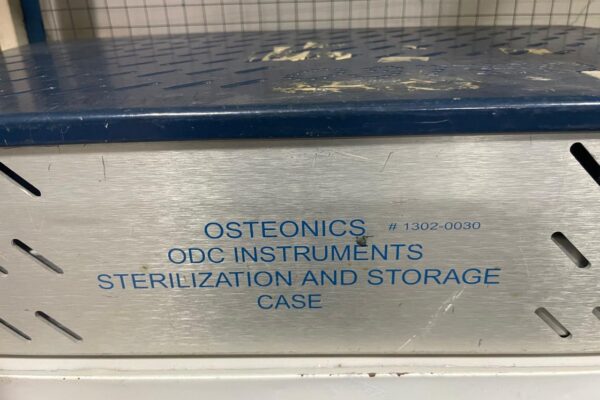 OSTEONICS # 1302-0030
ODC INSTRUMENTS
STERILIZATION AND STORAGE
CASE